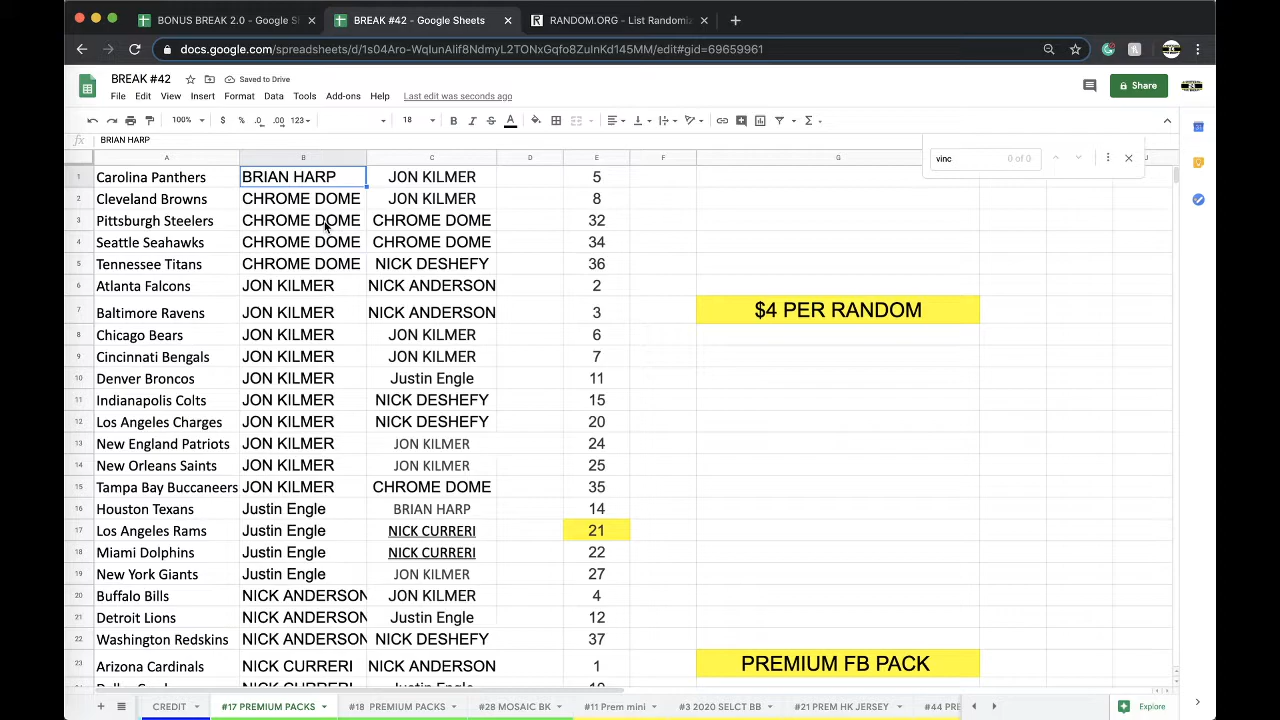 BONUS BREAK 2.0 - Google S
BREAK #42 - Google Sheets
RANDOM.ORG - List Randomi
docs.google.com/spreadsheets/d/1s04Aro-WqIunAlif8NdmyL2TONxGqfo8ZuInKd145MM/edit#gid=69659961
BREAK #42
Saved to Drive
File Edit View Insert Format Data Tools Add-ons Help Last edit was seconds ago
Share
100% $ % .0 .00 123 18 B I S A
fx BRIAN HARP
vinc 0 of 0
A B C D E F G
1 Carolina Panthers BRIAN HARP JON KILMER 5
2 Cleveland Browns CHROME DOME JON KILMER 8
3 Pittsburgh Steelers CHROME DOME CHROME DOME 32
4 Seattle Seahawks CHROME DOME CHROME DOME 34
5 Tennessee Titans CHROME DOME NICK DESHEFY 36
6 Atlanta Falcons JON KILMER NICK ANDERSON 2
7 Baltimore Ravens JON KILMER NICK ANDERSON 3 $4 PER RANDOM
8 Chicago Bears JON KILMER JON KILMER 6
9 Cincinnati Bengals JON KILMER JON KILMER 7
10 Denver Broncos JON KILMER Justin Engle 11
11 Indianapolis Colts JON KILMER NICK DESHEFY 15
12 Los Angeles Charges JON KILMER NICK DESHEFY 20
13 New England Patriots JON KILMER JON KILMER 24
14 New Orleans Saints JON KILMER JON KILMER 25
15 Tampa Bay Buccaneers JON KILMER CHROME DOME 35
16 Houston Texans Justin Engle BRIAN HARP 14
17 Los Angeles Rams Justin Engle NICK CURRERI 21
18 Miami Dolphins Justin Engle NICK CURRERI 22
19 New York Giants Justin Engle JON KILMER 27
20 Buffalo Bills NICK ANDERSON JON KILMER 4
21 Detroit Lions NICK ANDERSON Justin Engle 12
22 Washington Redskins NICK ANDERSON NICK DESHEFY 37
23 Arizona Cardinals NICK CURRERI NICK ANDERSON 1 PREMIUM FB PACK
CREDIT #17 PREMIUM PACKS #18 PREMIUM PACKS #28 MOSAIC BK #11 Prem mini #3 2020 SELCT BB #21 PREM HK JERSEY #44 PRE
Explore